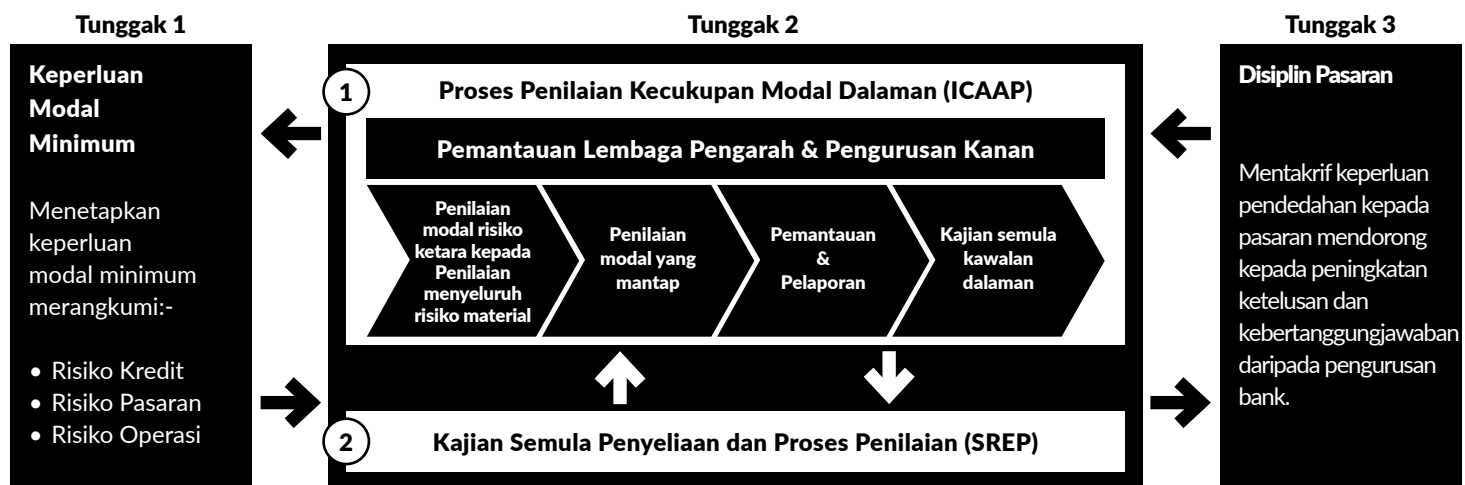 Tunggak 1
Keperluan
Modal
Minimum
Menetapkan
keperluan
modal minimum
merangkumi:-
• Risiko Kredit
• Risiko Pasaran
• Risiko Operasi
Tunggak 2
1
Proses Penilaian Kecukupan Modal Dalaman (ICAAP)
Pemantauan Lembaga Pengarah & Pengurusan Kanan
Penilaian
modal risiko
ketara kepada
Penilaian
menyeluruh
risiko material
Penilaian
modal yang
mantap
Pemantauan
&
Pelaporan
Kajian semula
kawalan
dalaman
2
Kajian Semula Penyeliaan dan Proses Penilaian (SREP)
Tunggak 3
Disiplin Pasaran
Mentakrif keperluan
pendedahan kepada
pasaran mendorong
kepada peningkatan
ketelusan dan
kebertanggungjawaban
daripada pengurusan
bank.